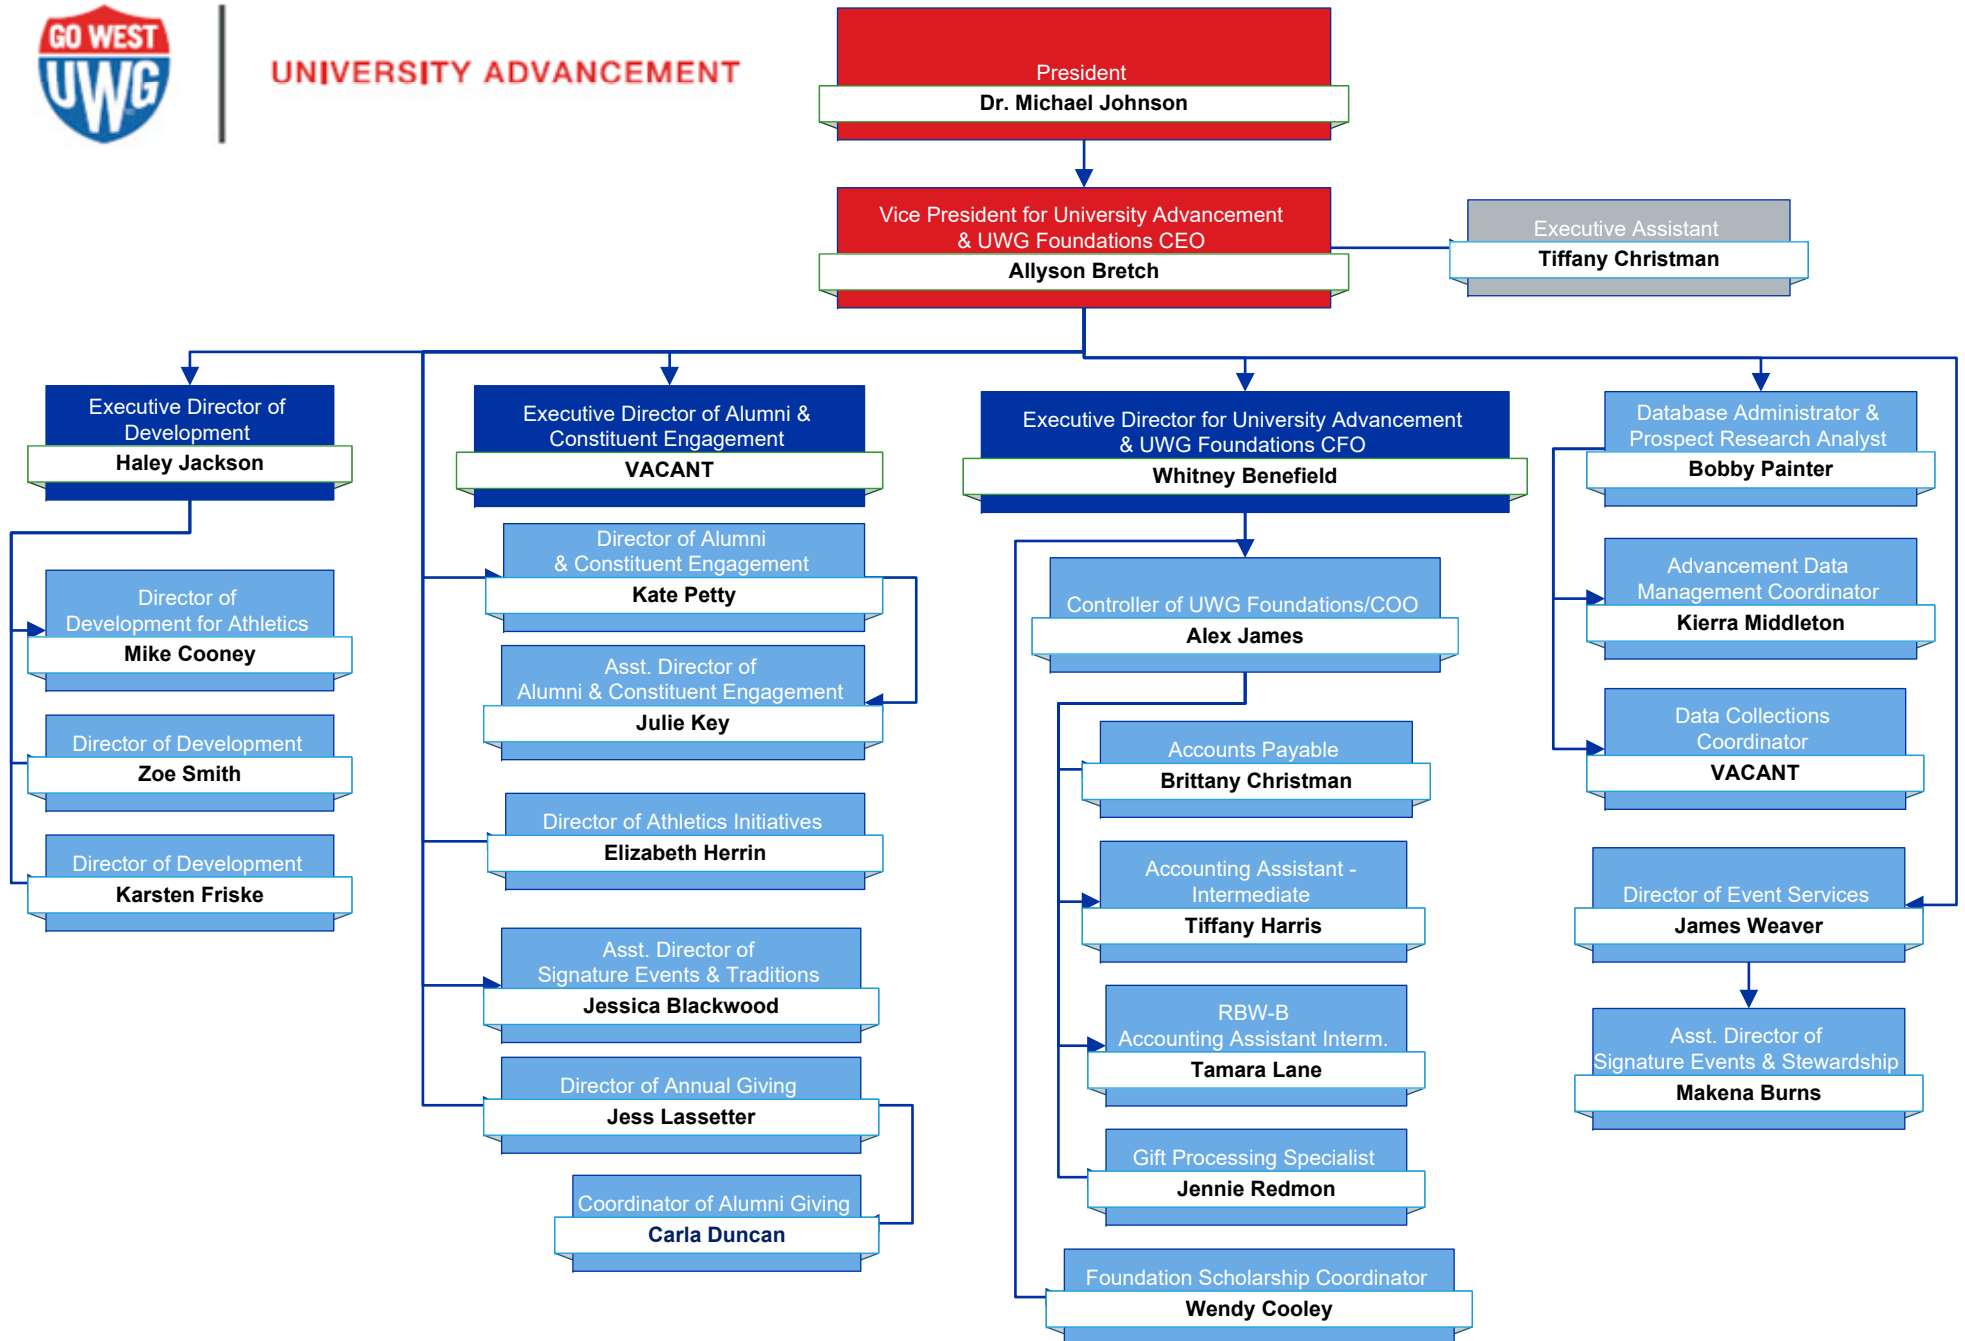 GO WEST
UWG
UNIVERSITY ADVANCEMENT
President
Dr. Michael Johnson
Vice President for University Advancement
& UWG Foundations CEO
Allyson Bretch
Executive Assistant
Tiffany Christman
Executive Director of
Development
Haley Jackson
Director of
Development for Athletics
Mike Cooney
Director of Development
Zoe Smith
Director of Development
Karsten Friske
Executive Director of Alumni &
Constituent Engagement
VACANT
Director of Alumni
& Constituent Engagement
Kate Petty
Asst. Director of
Alumni & Constituent Engagement
Julie Key
Director of Athletics Initiatives
Elizabeth Herrin
Asst. Director of
Signature Events & Traditions
Jessica Blackwood
Director of Annual Giving
Jess Lassetter
Coordinator of Alumni Giving
Carla Duncan
Executive Director for University Advancement
& UWG Foundations CFO
Whitney Benefield
Controller of UWG Foundations/COO
Alex James
Accounts Payable
Brittany Christman
Accounting Assistant -
Intermediate
Tiffany Harris
RBW-B
Accounting Assistant Interm.
Tamara Lane
Gift Processing Specialist
Jennie Redmon
Foundation Scholarship Coordinator
Wendy Cooley
Database Administrator &
Prospect Research Analyst
Bobby Painter
Advancement Data
Management Coordinator
Kierra Middleton
Data Collections
Coordinator
VACANT
Director of Event Services
James Weaver
Asst. Director of
Signature Events & Stewardship
Makena Burns